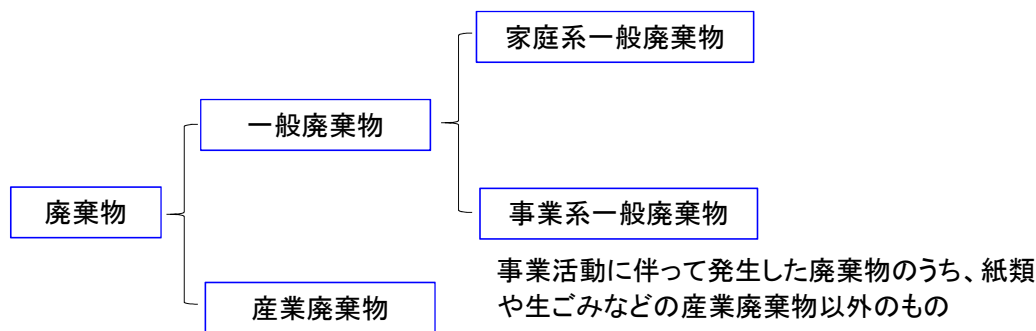 家庭系一般廃棄物
一般廃棄物
廃棄物
事業系一般廃棄物
事業活動に伴って発生した廃棄物のうち、紙類
や生ごみなどの産業廃棄物以外のもの
産業廃棄物